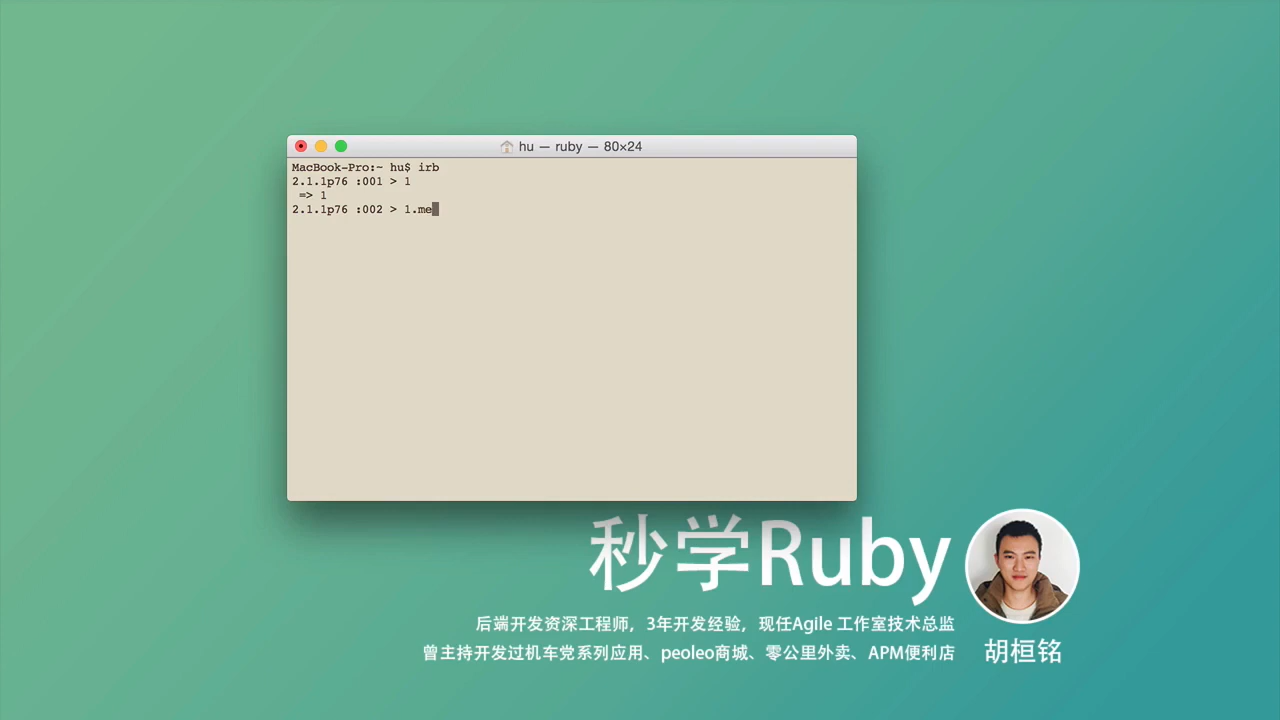 hu — ruby — 80×24
MacBook-Pro:~ hu$ irb
2.1.1p76 :001 > 1
=> 1
2.1.1p76 :002 > 1.me
秒学Ruby
后端开发资深工程师，3年开发经验，现任Agile 工作室技术总监
曾主持开发过机车党系列应用、peoleo商城、零公里外卖、APM便利店
胡桓铭